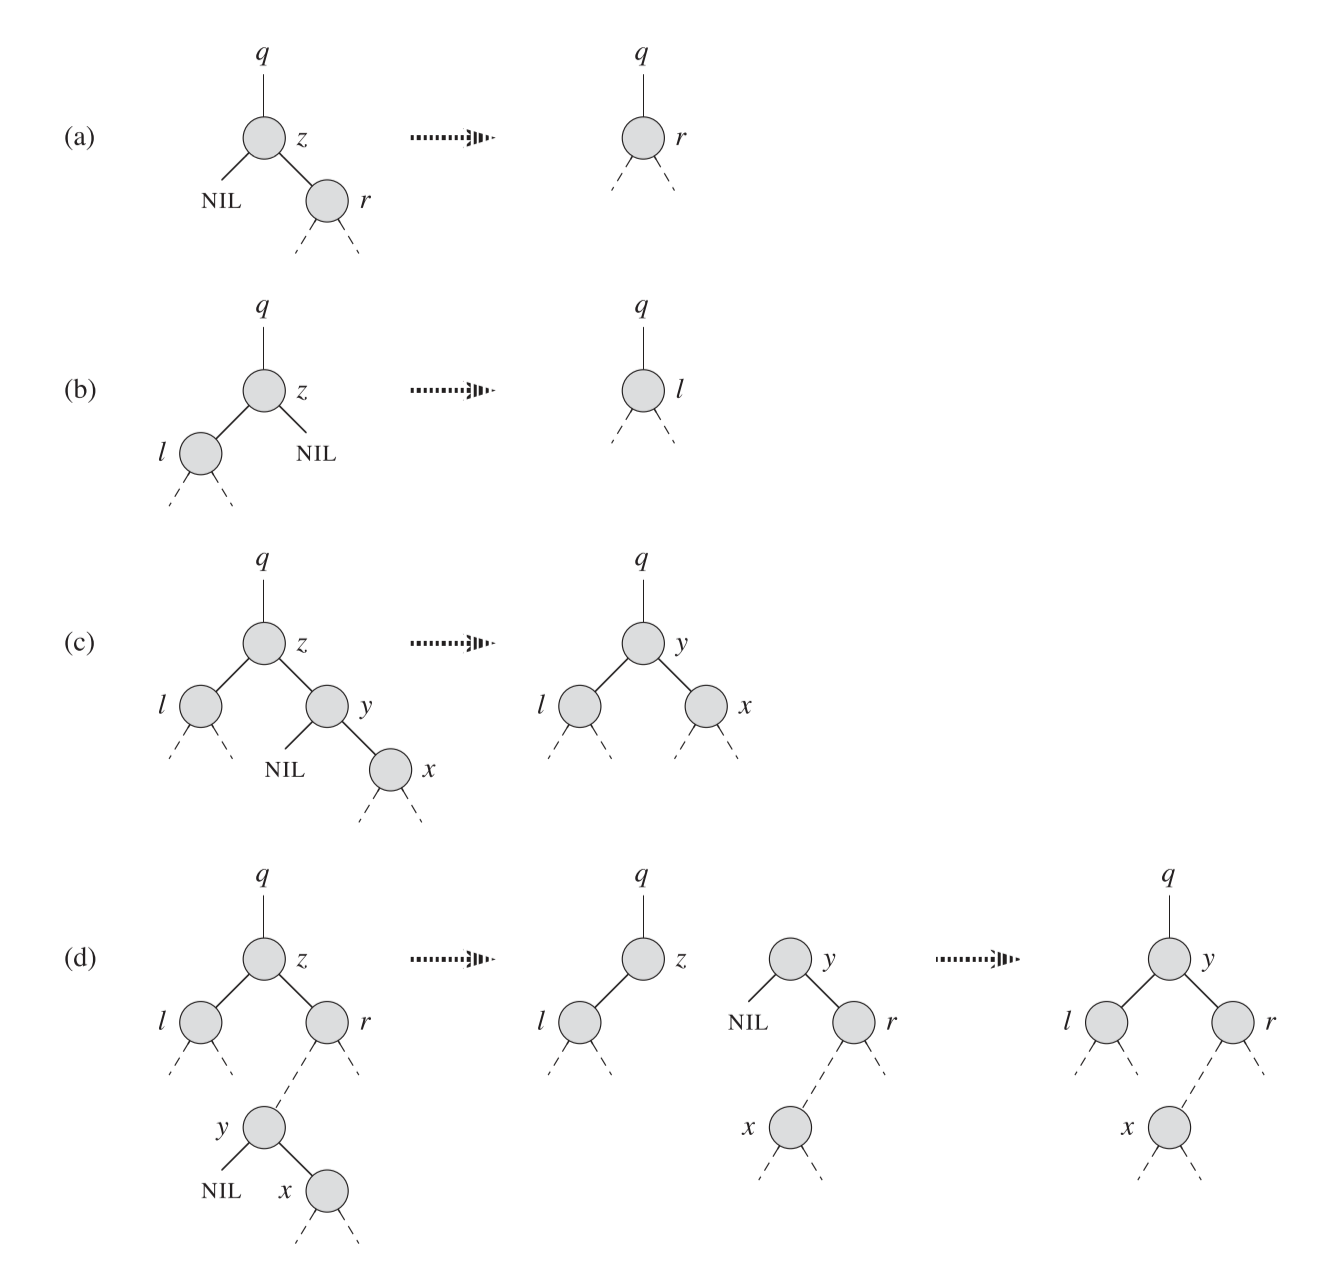 q q
(a) z r
NIL r
q q
(b) z l
l NIL
q q
(c) z y
l y l x
NIL x
q q q
(d) z z y y
l r l NIL r l r
y x x
NIL x